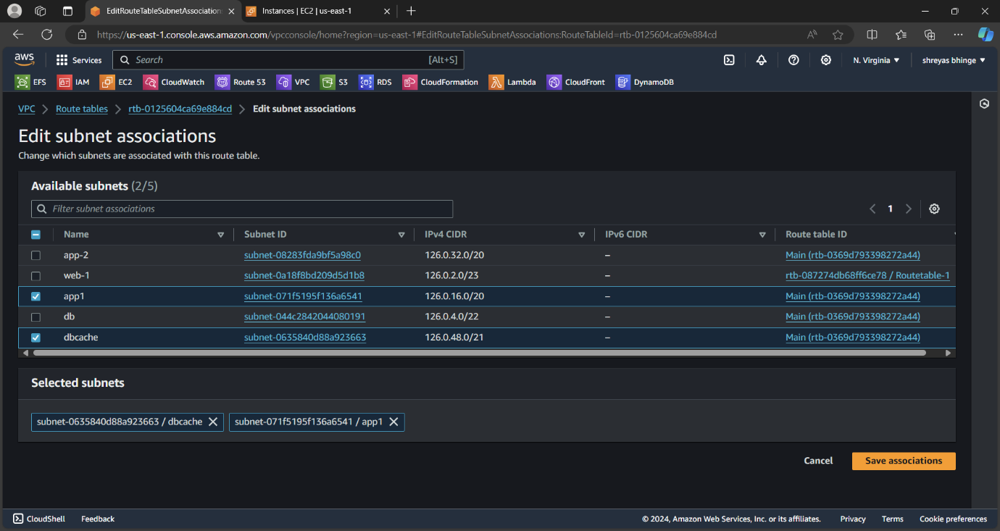 EditRouteTableSubnetAssociation
Instances | EC2 | us-east-1
https://us-east-1.console.aws.amazon.com/vpcconsole/home?region=us-east-1#EditRouteTableSubnetAssociations:RouteTableId=rtb-0125604ca69e884cd
aws Services Search [Alt+S] N. Virginia shreyas bhinge
EFS IAM EC2 CloudWatch Route 53 VPC S3 RDS CloudFormation Lambda CloudFront DynamoDB
VPC Route tables rtb-0125604ca69e884cd Edit subnet associations
Edit subnet associations
Change which subnets are associated with this route table.
Available subnets (2/5)
Filter subnet associations
1
Name Subnet ID IPv4 CIDR IPv6 CIDR Route table ID
app-2 subnet-08283fda9bf5a98c0 126.0.32.0/20 – Main (rtb-0369d793398272a44)
web-1 subnet-0a18f8bd209d5d1b8 126.0.2.0/23 – rtb-087274db68ff6ce78 / Routetable-1
app1 subnet-071f5195f136a6541 126.0.16.0/20 – Main (rtb-0369d793398272a44)
db subnet-044c2842044080191 126.0.4.0/22 – Main (rtb-0369d793398272a44)
dbcache subnet-0635840d88a923663 126.0.48.0/21 – Main (rtb-0369d793398272a44)
Selected subnets
subnet-0635840d88a923663 / dbcache subnet-071f5195f136a6541 / app1
Cancel Save associations
CloudShell Feedback © 2024, Amazon Web Services, Inc. or its affiliates. Privacy Terms Cookie preferences